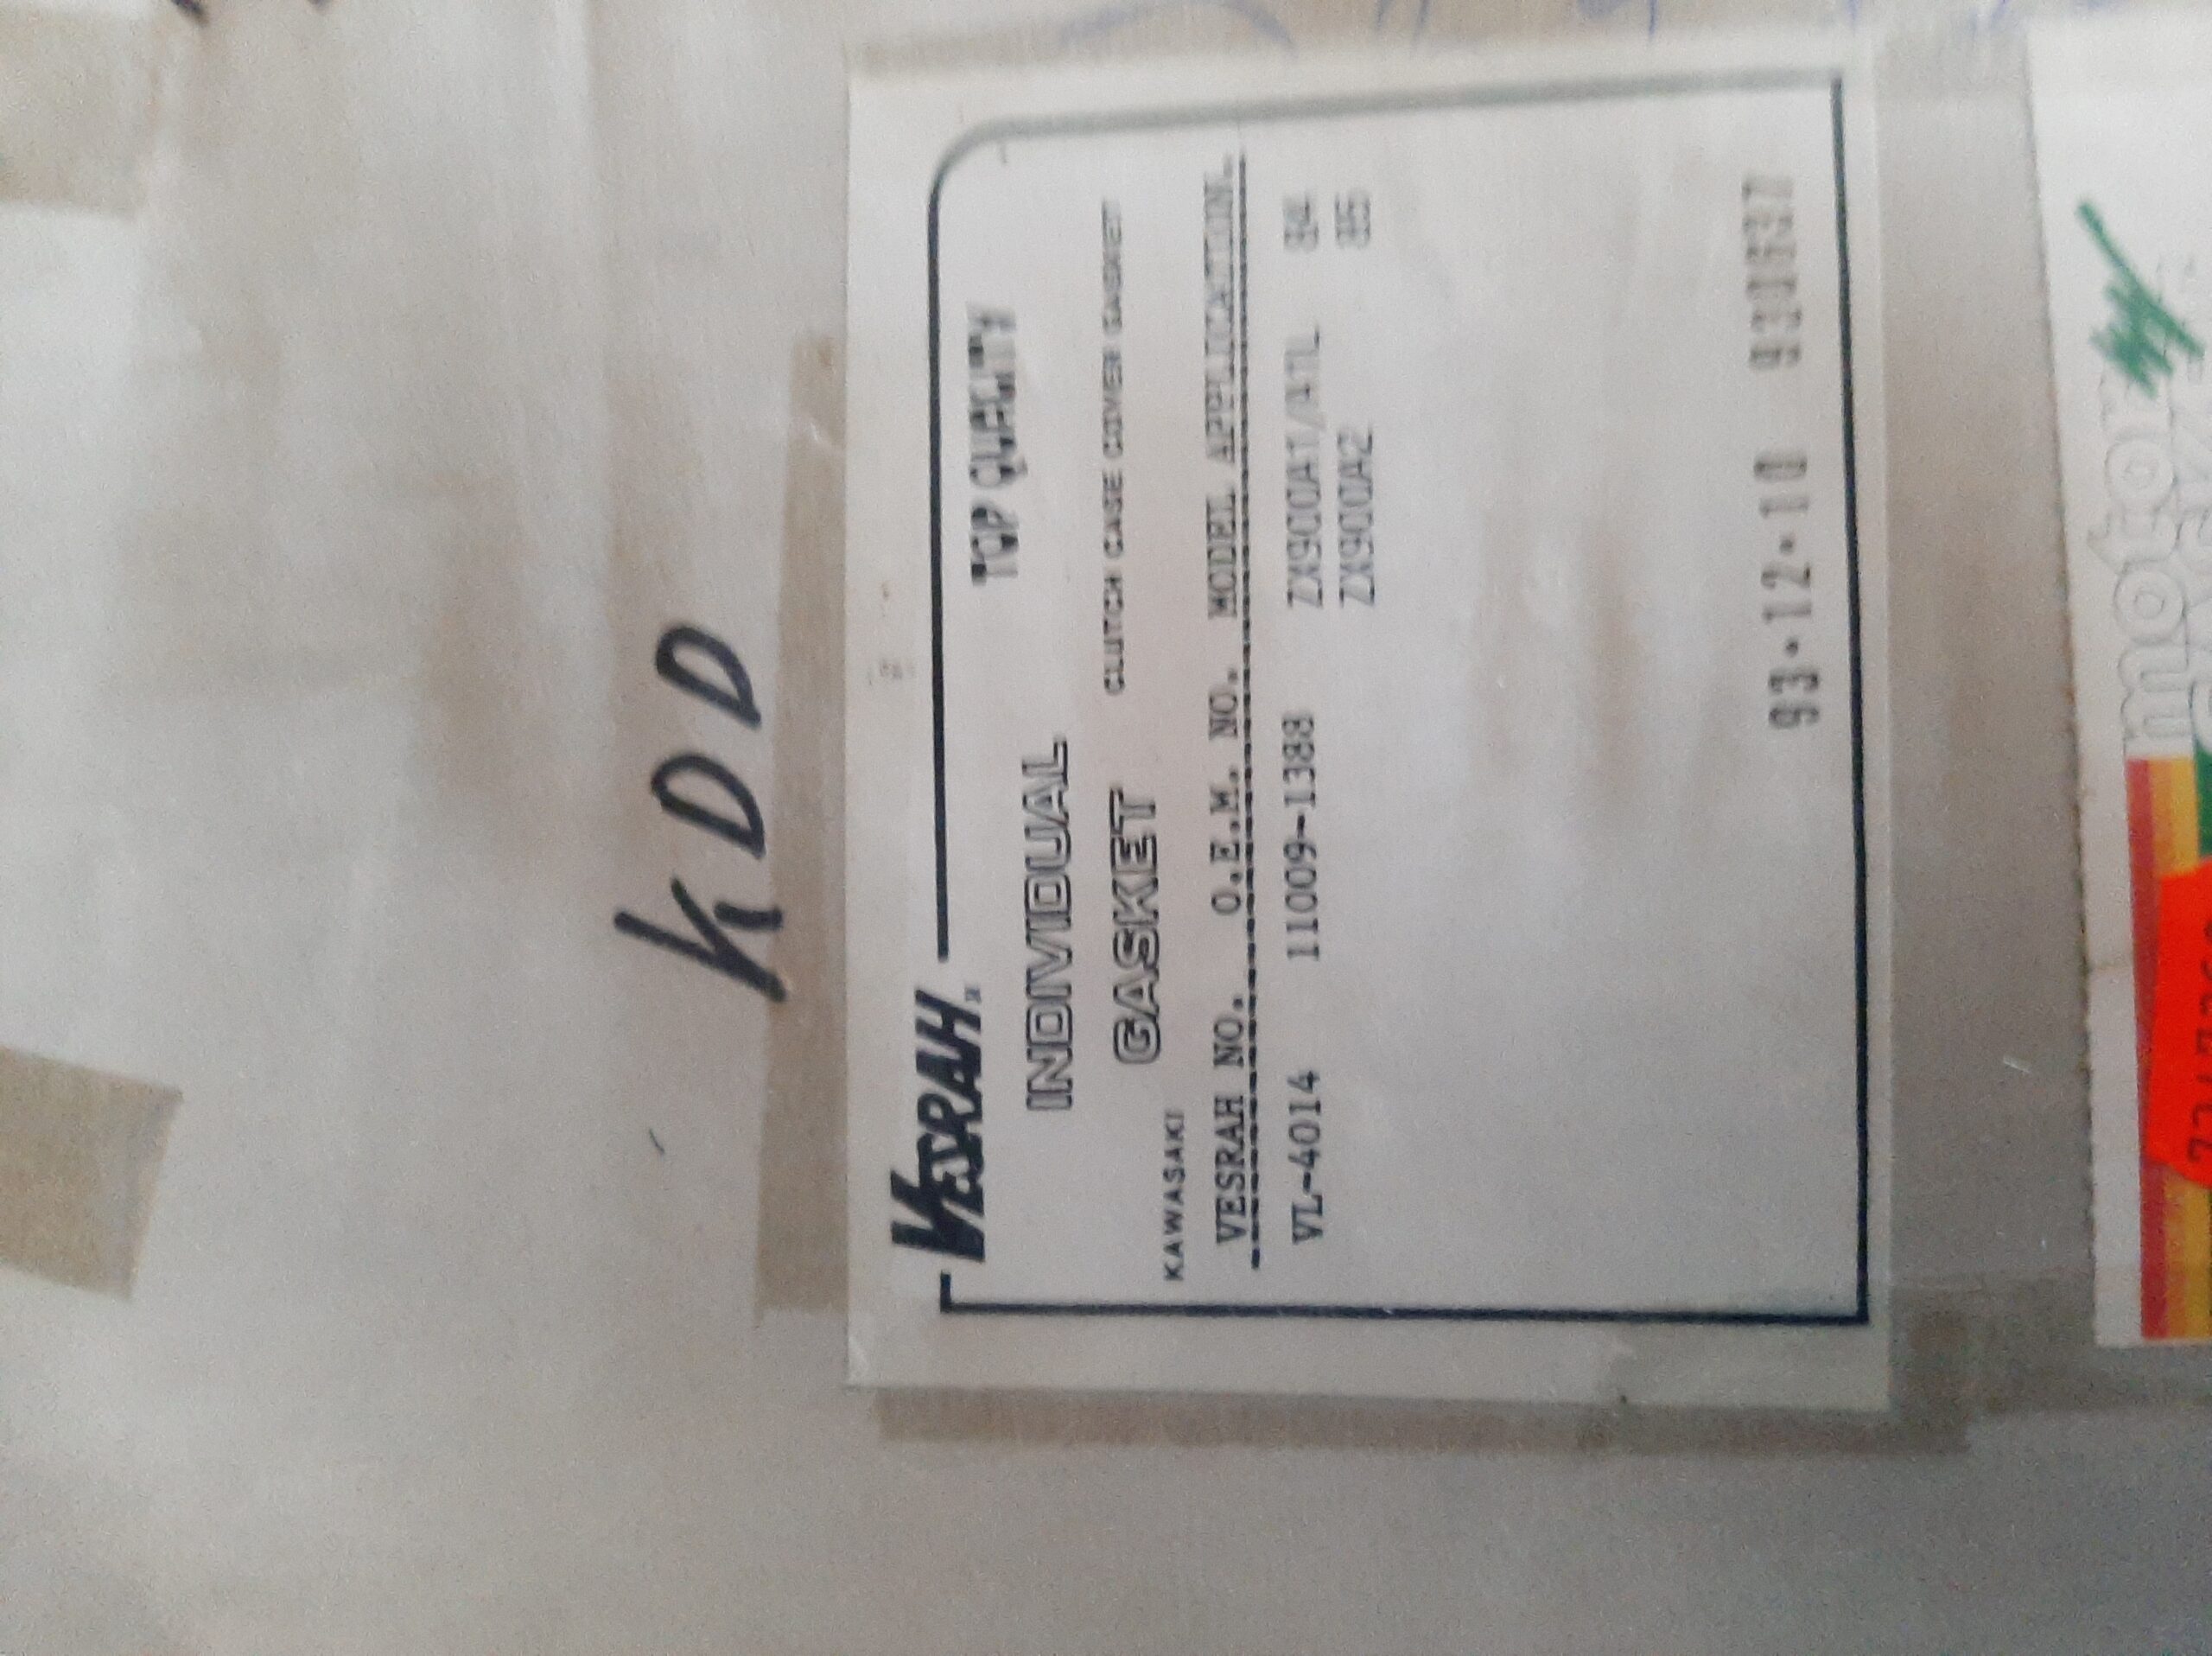 KDD
VESRAH
INDIVIDUAL TOP QUALITY
GASKET CLUTCH CASE COVER GASKET
KAWASAKI
VESRAH NO. O.E.M. NO. MODEL APPLICATION.
VL-40014 11009-1388 ZX900A1/A1L 84
ZX900A2 85
93.12.10
motor